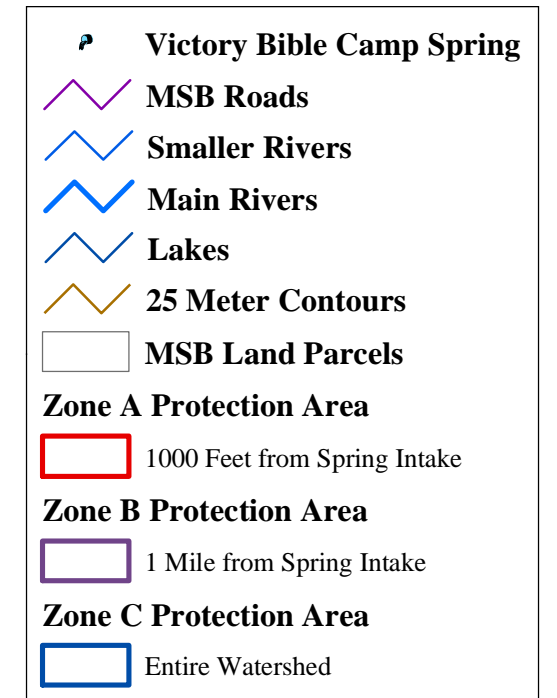 Victory Bible Camp Spring
MSB Roads
Smaller Rivers
Main Rivers
Lakes
25 Meter Contours
MSB Land Parcels
Zone A Protection Area
1000 Feet from Spring Intake
Zone B Protection Area
1 Mile from Spring Intake
Zone C Protection Area
Entire Watershed